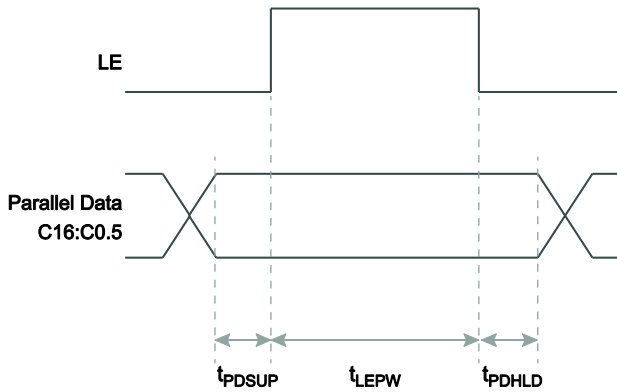 LE
Parallel Data
C16:C0.5
tPDSUP
tLEPW
tPDHLD